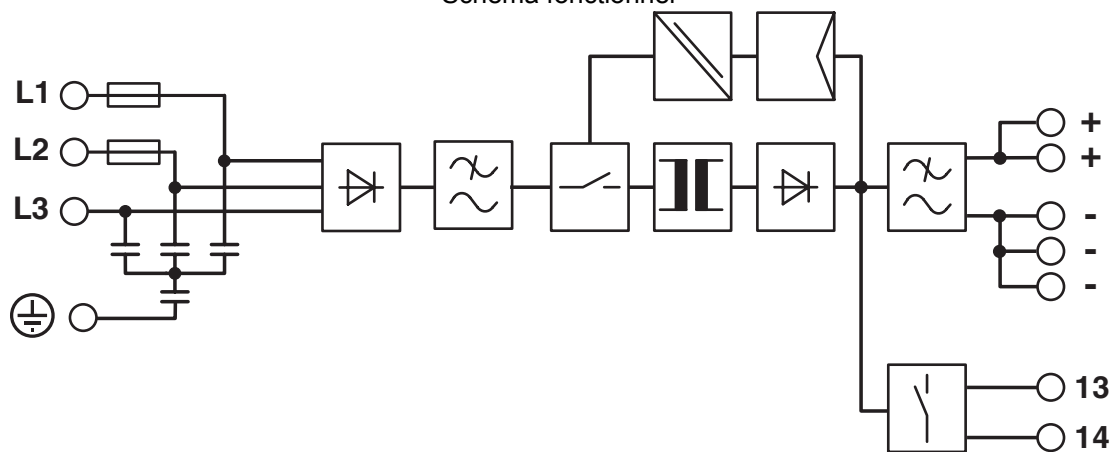 Schéma fonctionnel
L1
L2
L3
+
+
-
-
-
13
14